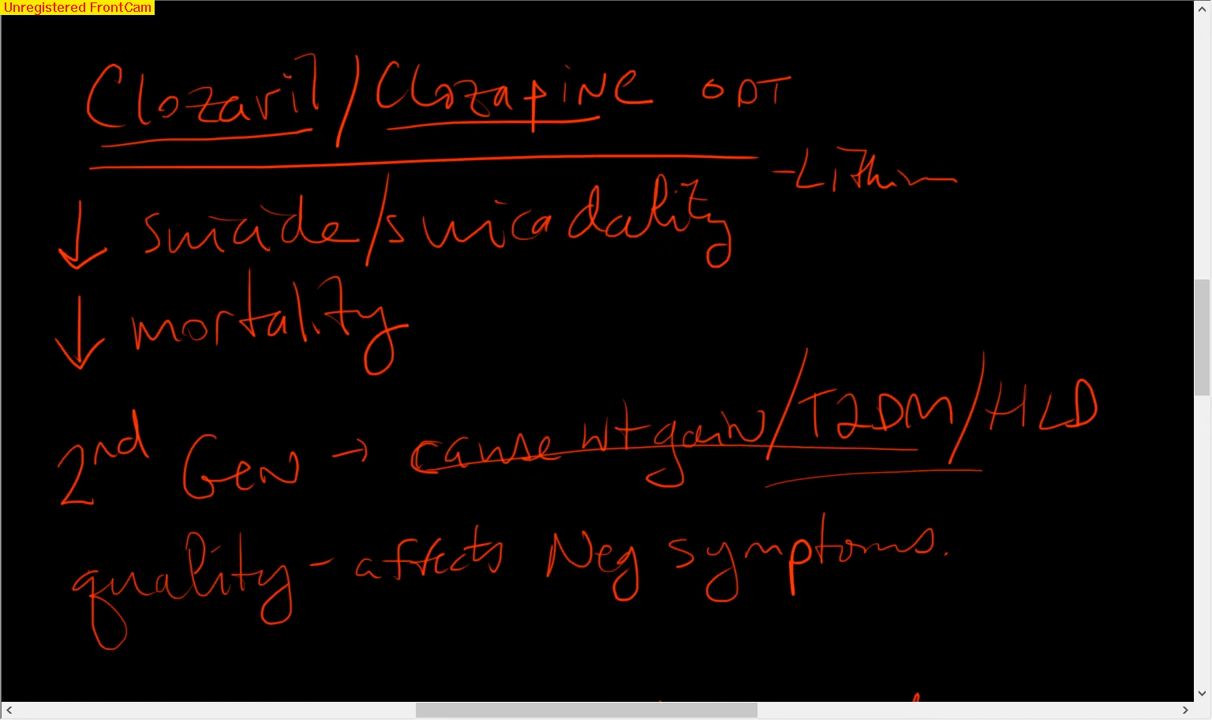 Unregistered FrontCam
Clozaril/Clozapine ODT
-Lithium
↓ suicide/suicadality
↓ mortality
2nd Gen → cause wt gain/T2DM/HLD
quality - affects Neg symptoms.